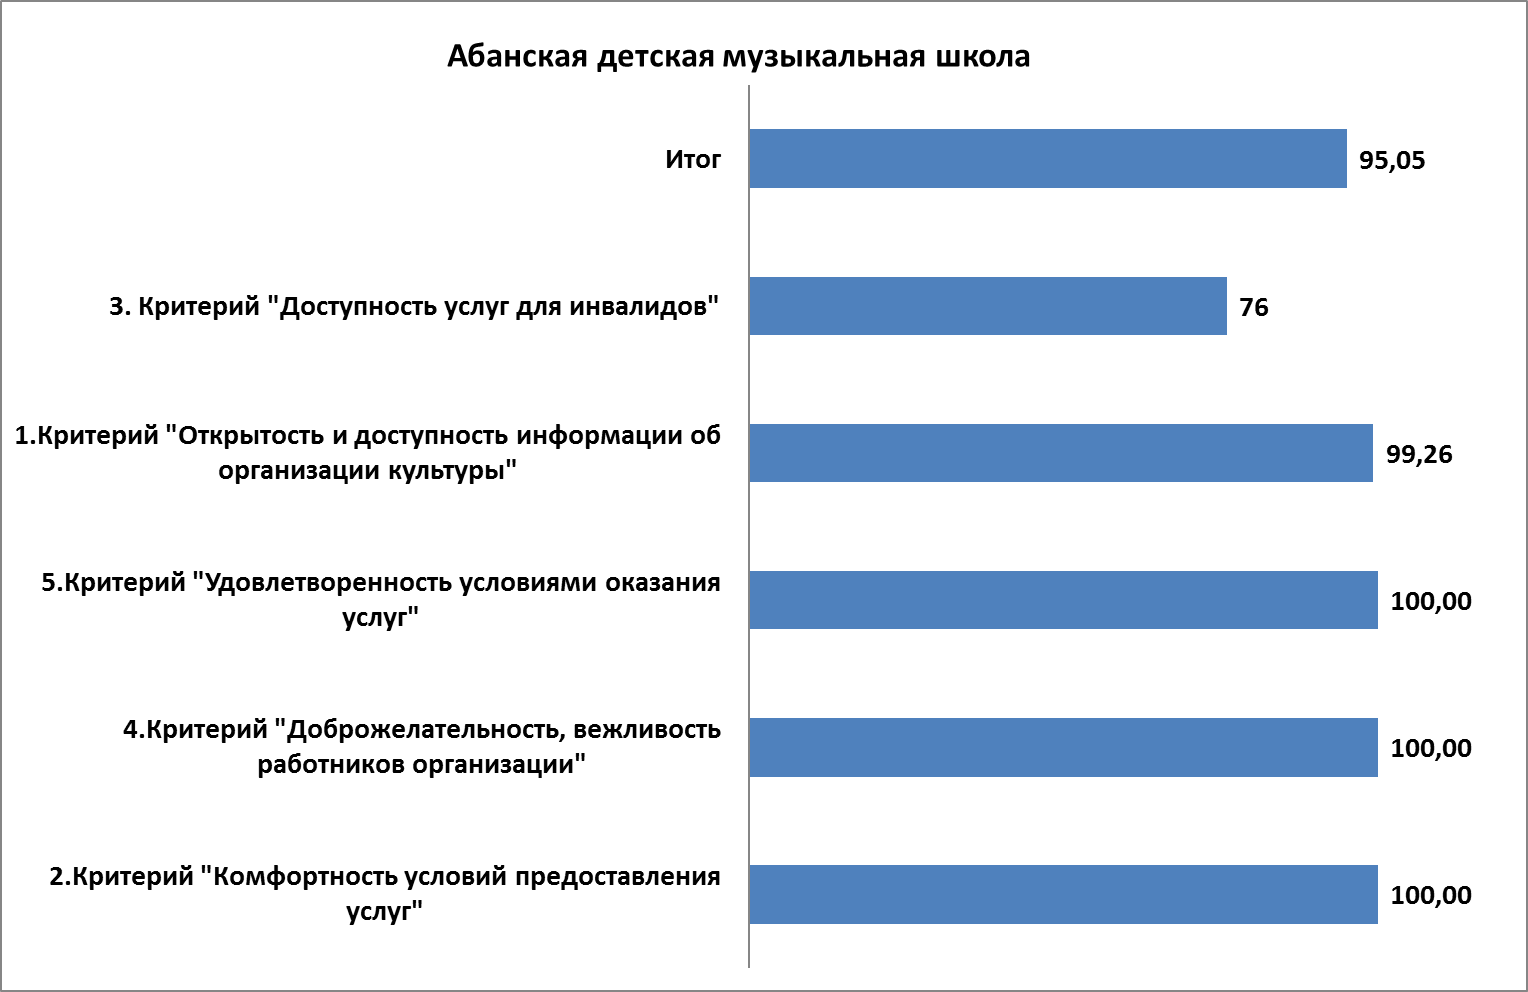 Абанская детская музыкальная школа
Итог
95,05
3. Критерий "Доступность услуг для инвалидов"
76
1.Критерий "Открытость и доступность информации об
организации культуры"
99,26
5.Критерий "Удовлетворенность условиями оказания
услуг"
100,00
4.Критерий "Доброжелательность, вежливость
работников организации"
100,00
2.Критерий "Комфортность условий предоставления
услуг"
100,00